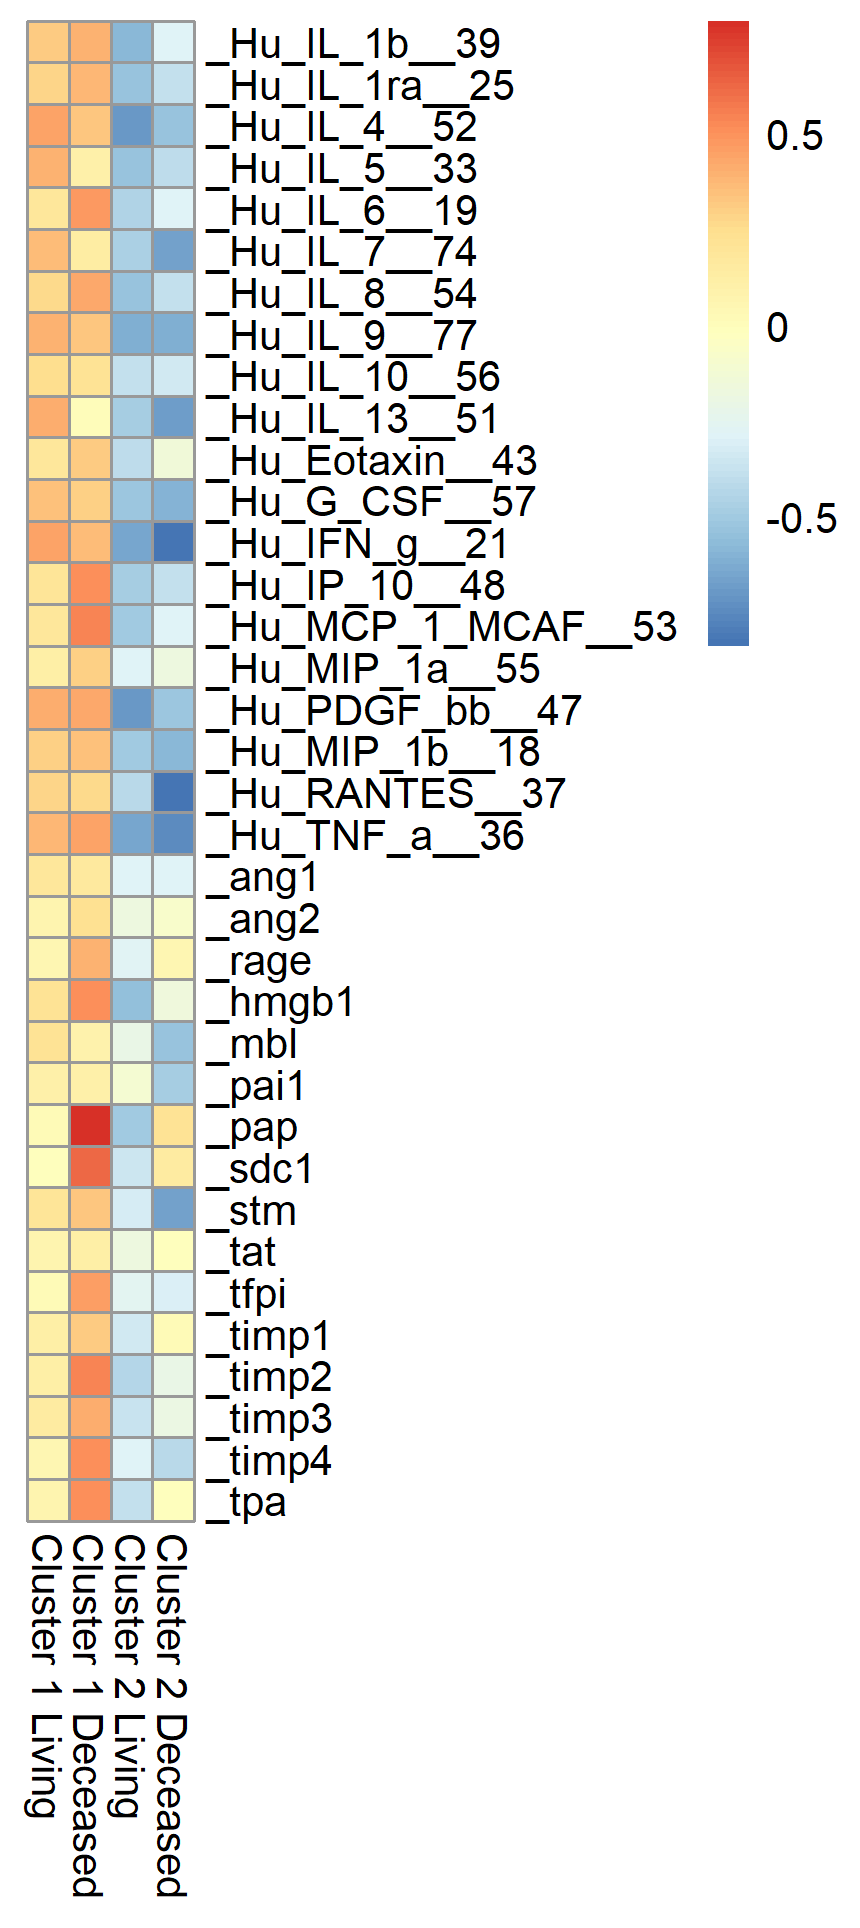 _Hu_IL_1b__39
_Hu_IL_1ra__25
_Hu_IL_4__52
_Hu_IL_5__33
_Hu_IL_6__19
_Hu_IL_7__74
_Hu_IL_8__54
_Hu_IL_9__77
_Hu_IL_10__56
_Hu_IL_13__51
_Hu_Eotaxin__43
_Hu_G_CSF__57
_Hu_IFN_g__21
_Hu_IP_10__48
_Hu_MCP_1_MCAF__53
_Hu_MIP_1a__55
_Hu_PDGF_bb__47
_Hu_MIP_1b__18
_Hu_RANTES__37
_Hu_TNF_a__36
_ang1
_ang2
_rage
_hmgb1
_mbl
_pai1
_pap
_sdc1
_stm
_tat
_tfpi
_timp1
_timp2
_timp3
_timp4
_tpa
Cluster 1 Living
Cluster 1 Deceased
Cluster 2 Living
Cluster 2 Deceased
0.5
0
-0.5